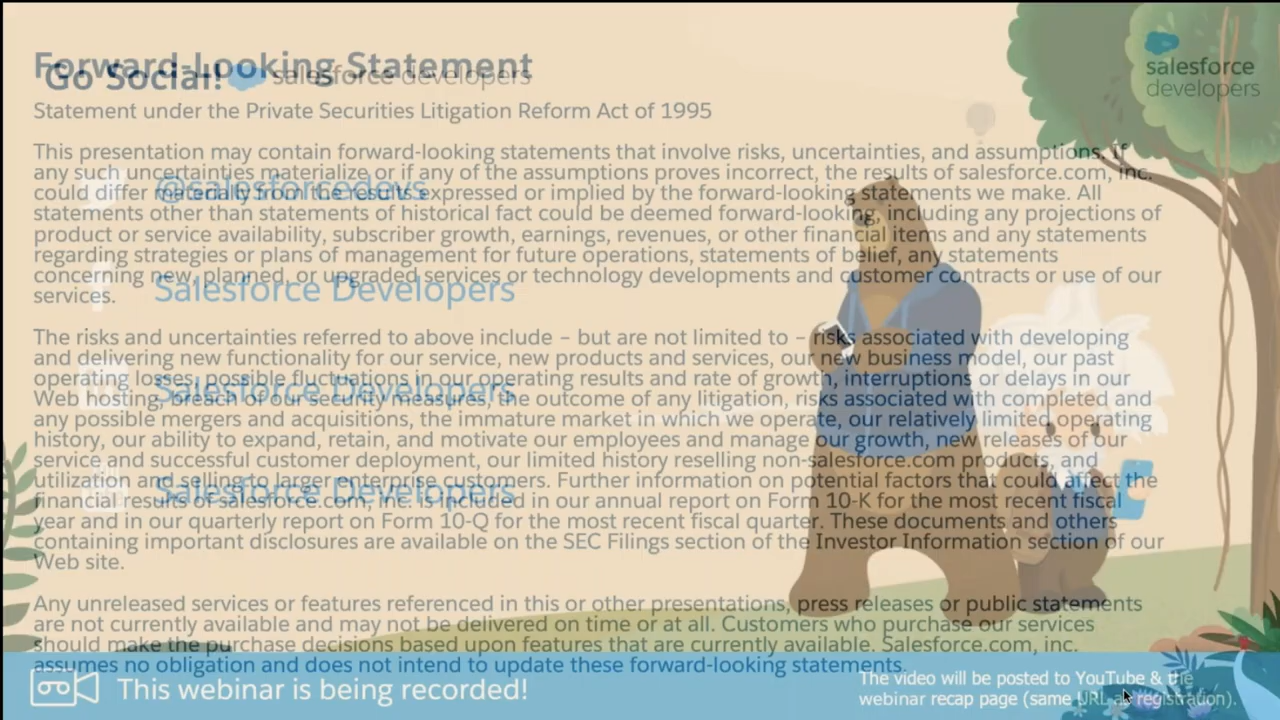 Forward-Looking Statement
Go Social! salesforce developers
salesforce
developers
Statement under the Private Securities Litigation Reform Act of 1995
This presentation may contain forward-looking statements that involve risks, uncertainties, and assumptions. If
any such uncertainties materialize or if any of the assumptions proves incorrect, the results of salesforce.com, inc.
could differ materially from the results expressed or implied by the forward-looking statements we make. All
@salesforcedevs
statements other than statements of historical fact could be deemed forward-looking, including any projections of
product or service availability, subscriber growth, earnings, revenues, or other financial items and any statements
regarding strategies or plans of management for future operations, statements of belief, any statements
concerning new, planned, or upgraded services or technology developments and customer contracts or use of our
services.
Salesforce Developers
The risks and uncertainties referred to above include – but are not limited to – risks associated with developing
and delivering new functionality for our service, new products and services, our new business model, our past
operating losses, possible fluctuations in our operating results and rate of growth, interruptions or delays in our
Salesforce Developers
Web hosting, breach of our security measures, the outcome of any litigation, risks associated with completed and
any possible mergers and acquisitions, the immature market in which we operate, our relatively limited operating
history, our ability to expand, retain, and motivate our employees and manage our growth, new releases of our
service and successful customer deployment, our limited history reselling non-salesforce.com products, and
utilization and selling to larger enterprise customers. Further information on potential factors that could affect the
Salesforce Developers
financial results of salesforce.com, inc. is included in our annual report on Form 10-K for the most recent fiscal
year and in our quarterly report on Form 10-Q for the most recent fiscal quarter. These documents and others
containing important disclosures are available on the SEC Filings section of the Investor Information section of our
Web site.
Any unreleased services or features referenced in this or other presentations, press releases or public statements
are not currently available and may not be delivered on time or at all. Customers who purchase our services
should make the purchase decisions based upon features that are currently available. Salesforce.com, inc.
assumes no obligation and does not intend to update these forward-looking statements.
This webinar is being recorded!
The video will be posted to YouTube & the
webinar recap page (same URL as registration).